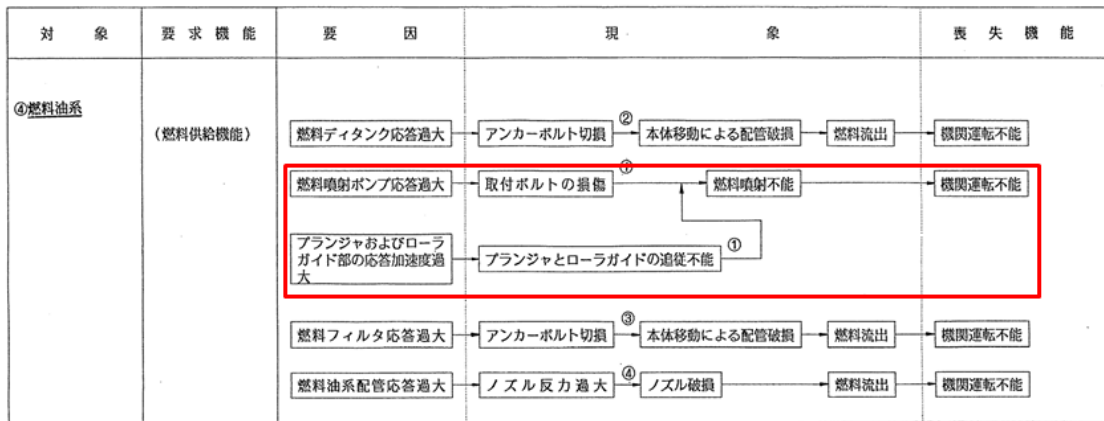 対象 要求機能 要因 現象 喪失機能
④燃料油系
(燃料供給機能)
燃料ディタンク応答過大 アンカーボルト切損 ② 本体移動による配管破損 燃料流出 機関運転不能
燃料噴射ポンプ応答過大 取付ボルトの損傷 ① 燃料噴射不能 機関運転不能
プランジャおよびローラ
ガイド部の応答加速度過
大
プランジャとローラガイドの追従不能 ①
燃料フィルタ応答過大 アンカーボルト切損 ③ 本体移動による配管破損 燃料流出 機関運転不能
燃料油系配管応答過大 ノズル反力過大 ④ ノズル破損 燃料流出 機関運転不能